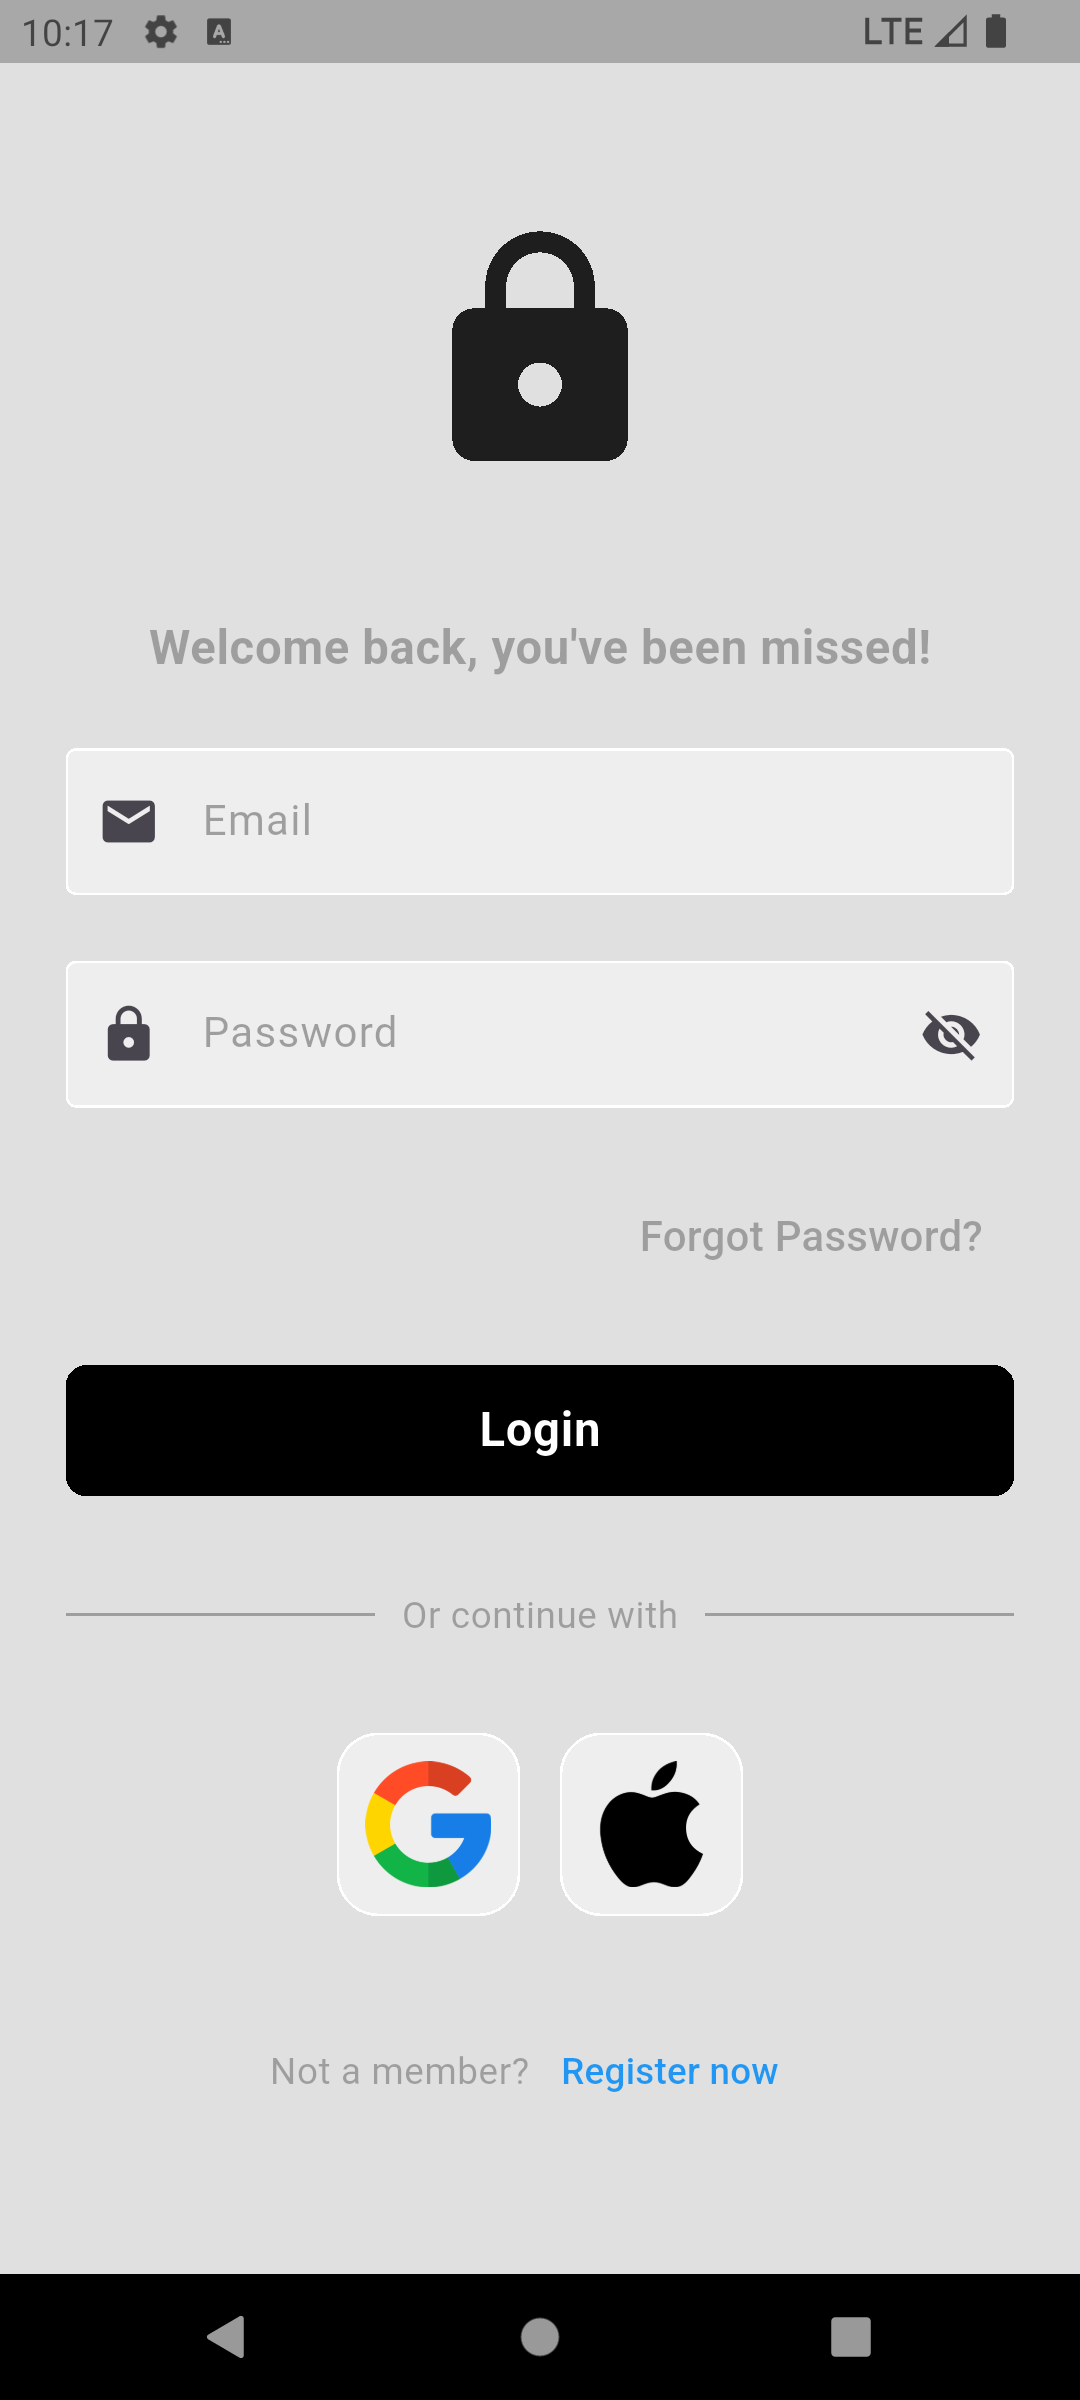 10:17 LTE
Welcome back, you've been missed!
Email
Password
Forgot Password?
Login
Or continue with
Not a member? Register now